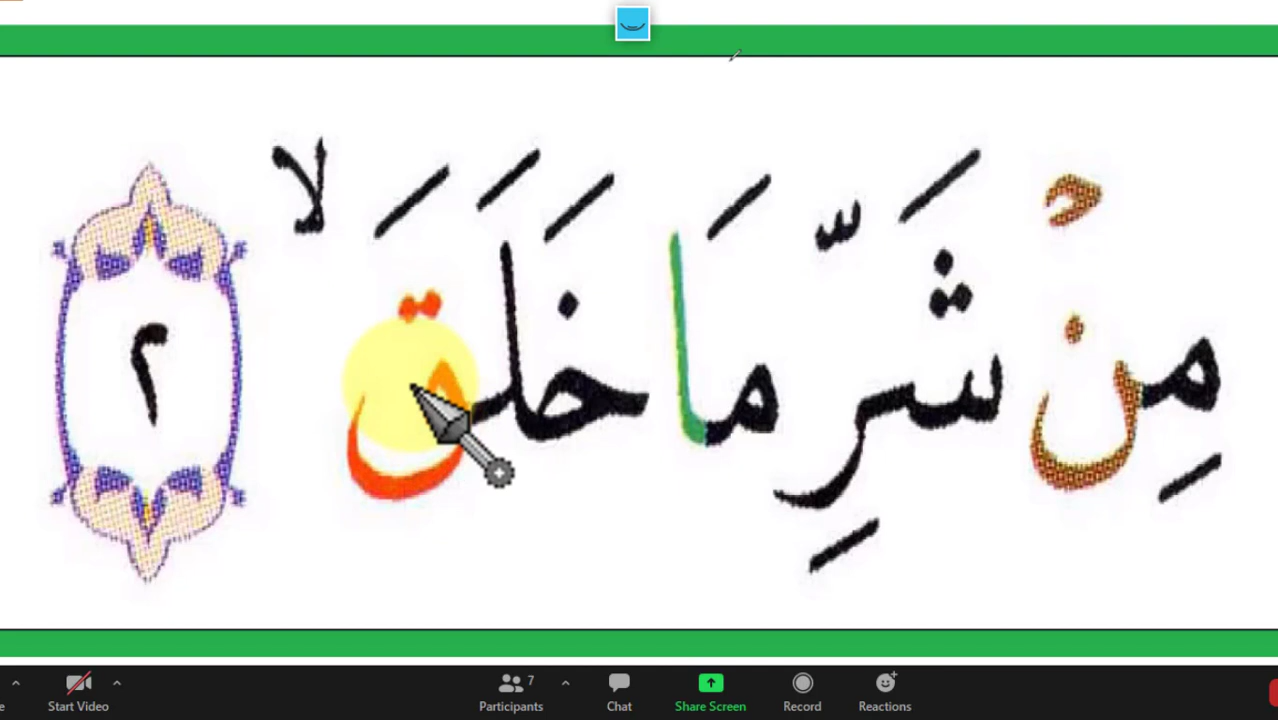 مِنْ شَرِّ مَا خَلَقَ ۙ ٢
Start Video
Participants 7
Chat
Share Screen
Record
Reactions